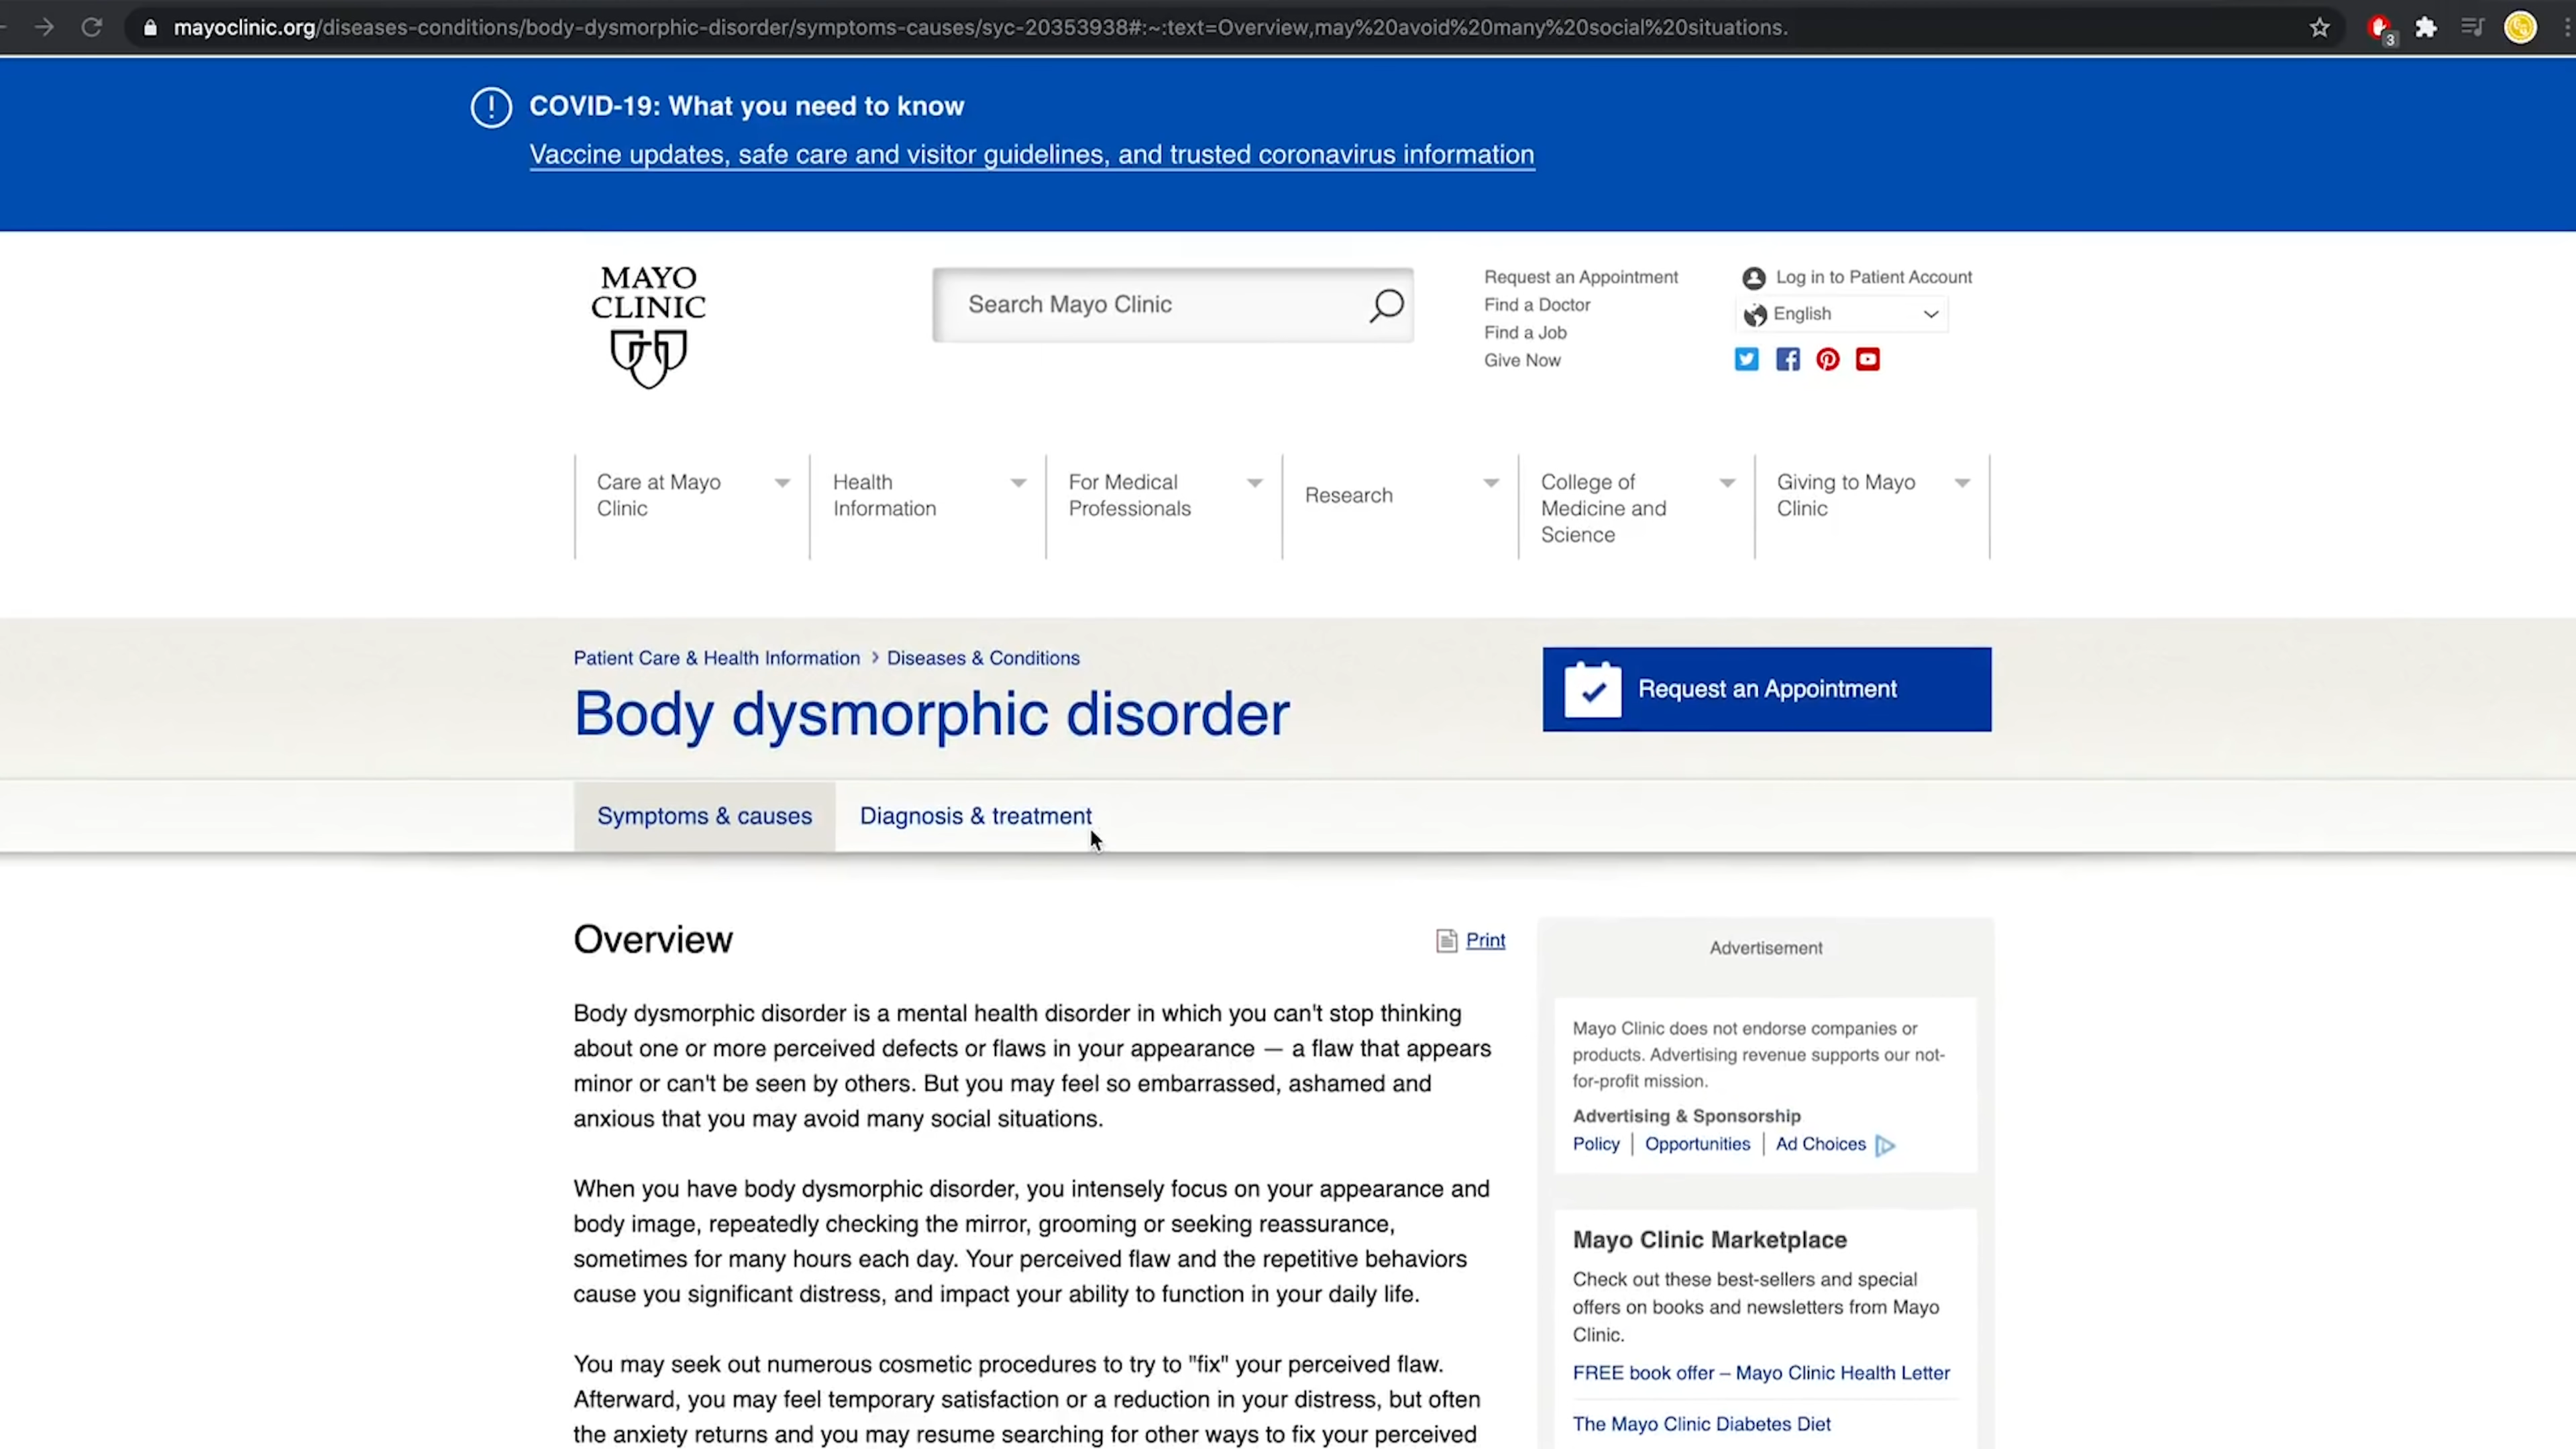 mayoclinic.org/diseases-conditions/body-dysmorphic-disorder/symptoms-causes/syc-20353938#:~:text=Overview,may%20avoid%20many%20social%20situations.
3
COVID-19: What you need to know
Vaccine updates, safe care and visitor guidelines, and trusted coronavirus information
MAYO
CLINIC
Search Mayo Clinic
Request an Appointment
Find a Doctor
Find a Job
Give Now
Log in to Patient Account
English
Care at Mayo
Clinic
Health
Information
For Medical
Professionals
Research
College of
Medicine and
Science
Giving to Mayo
Clinic
Patient Care & Health Information > Diseases & Conditions
Body dysmorphic disorder
Request an Appointment
Symptoms & causes
Diagnosis & treatment
Overview
Print
Body dysmorphic disorder is a mental health disorder in which you can't stop thinking
about one or more perceived defects or flaws in your appearance — a flaw that appears
minor or can't be seen by others. But you may feel so embarrassed, ashamed and
anxious that you may avoid many social situations.
When you have body dysmorphic disorder, you intensely focus on your appearance and
body image, repeatedly checking the mirror, grooming or seeking reassurance,
sometimes for many hours each day. Your perceived flaw and the repetitive behaviors
cause you significant distress, and impact your ability to function in your daily life.
You may seek out numerous cosmetic procedures to try to "fix" your perceived flaw.
Afterward, you may feel temporary satisfaction or a reduction in your distress, but often
the anxiety returns and you may resume searching for other ways to fix your perceived
Advertisement
Mayo Clinic does not endorse companies or
products. Advertising revenue supports our not-
for-profit mission.
Advertising & Sponsorship
Policy | Opportunities | Ad Choices
Mayo Clinic Marketplace
Check out these best-sellers and special
offers on books and newsletters from Mayo
Clinic.
FREE book offer – Mayo Clinic Health Letter
The Mayo Clinic Diabetes Diet